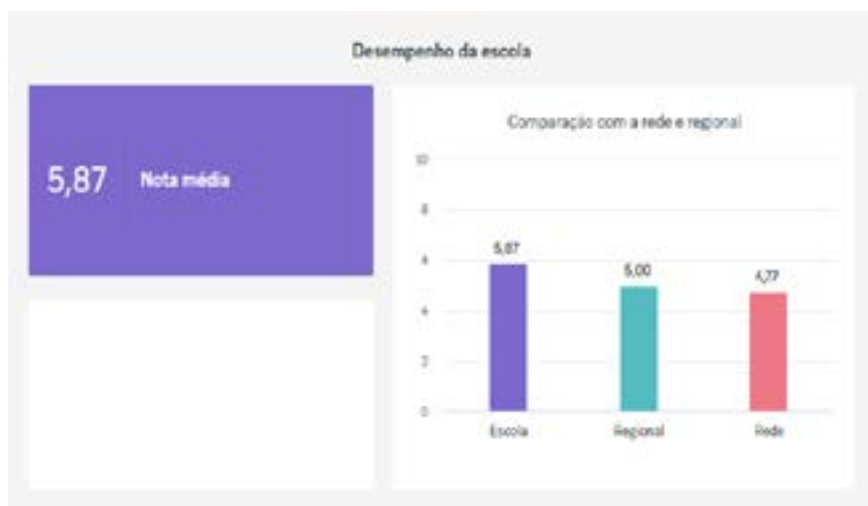 Desempenho da escola
5,87 Nota média
Comparação com a rede e regional
10
8
6
4
2
0
5,87
5,00
4,77
Escola
Regional
Rede